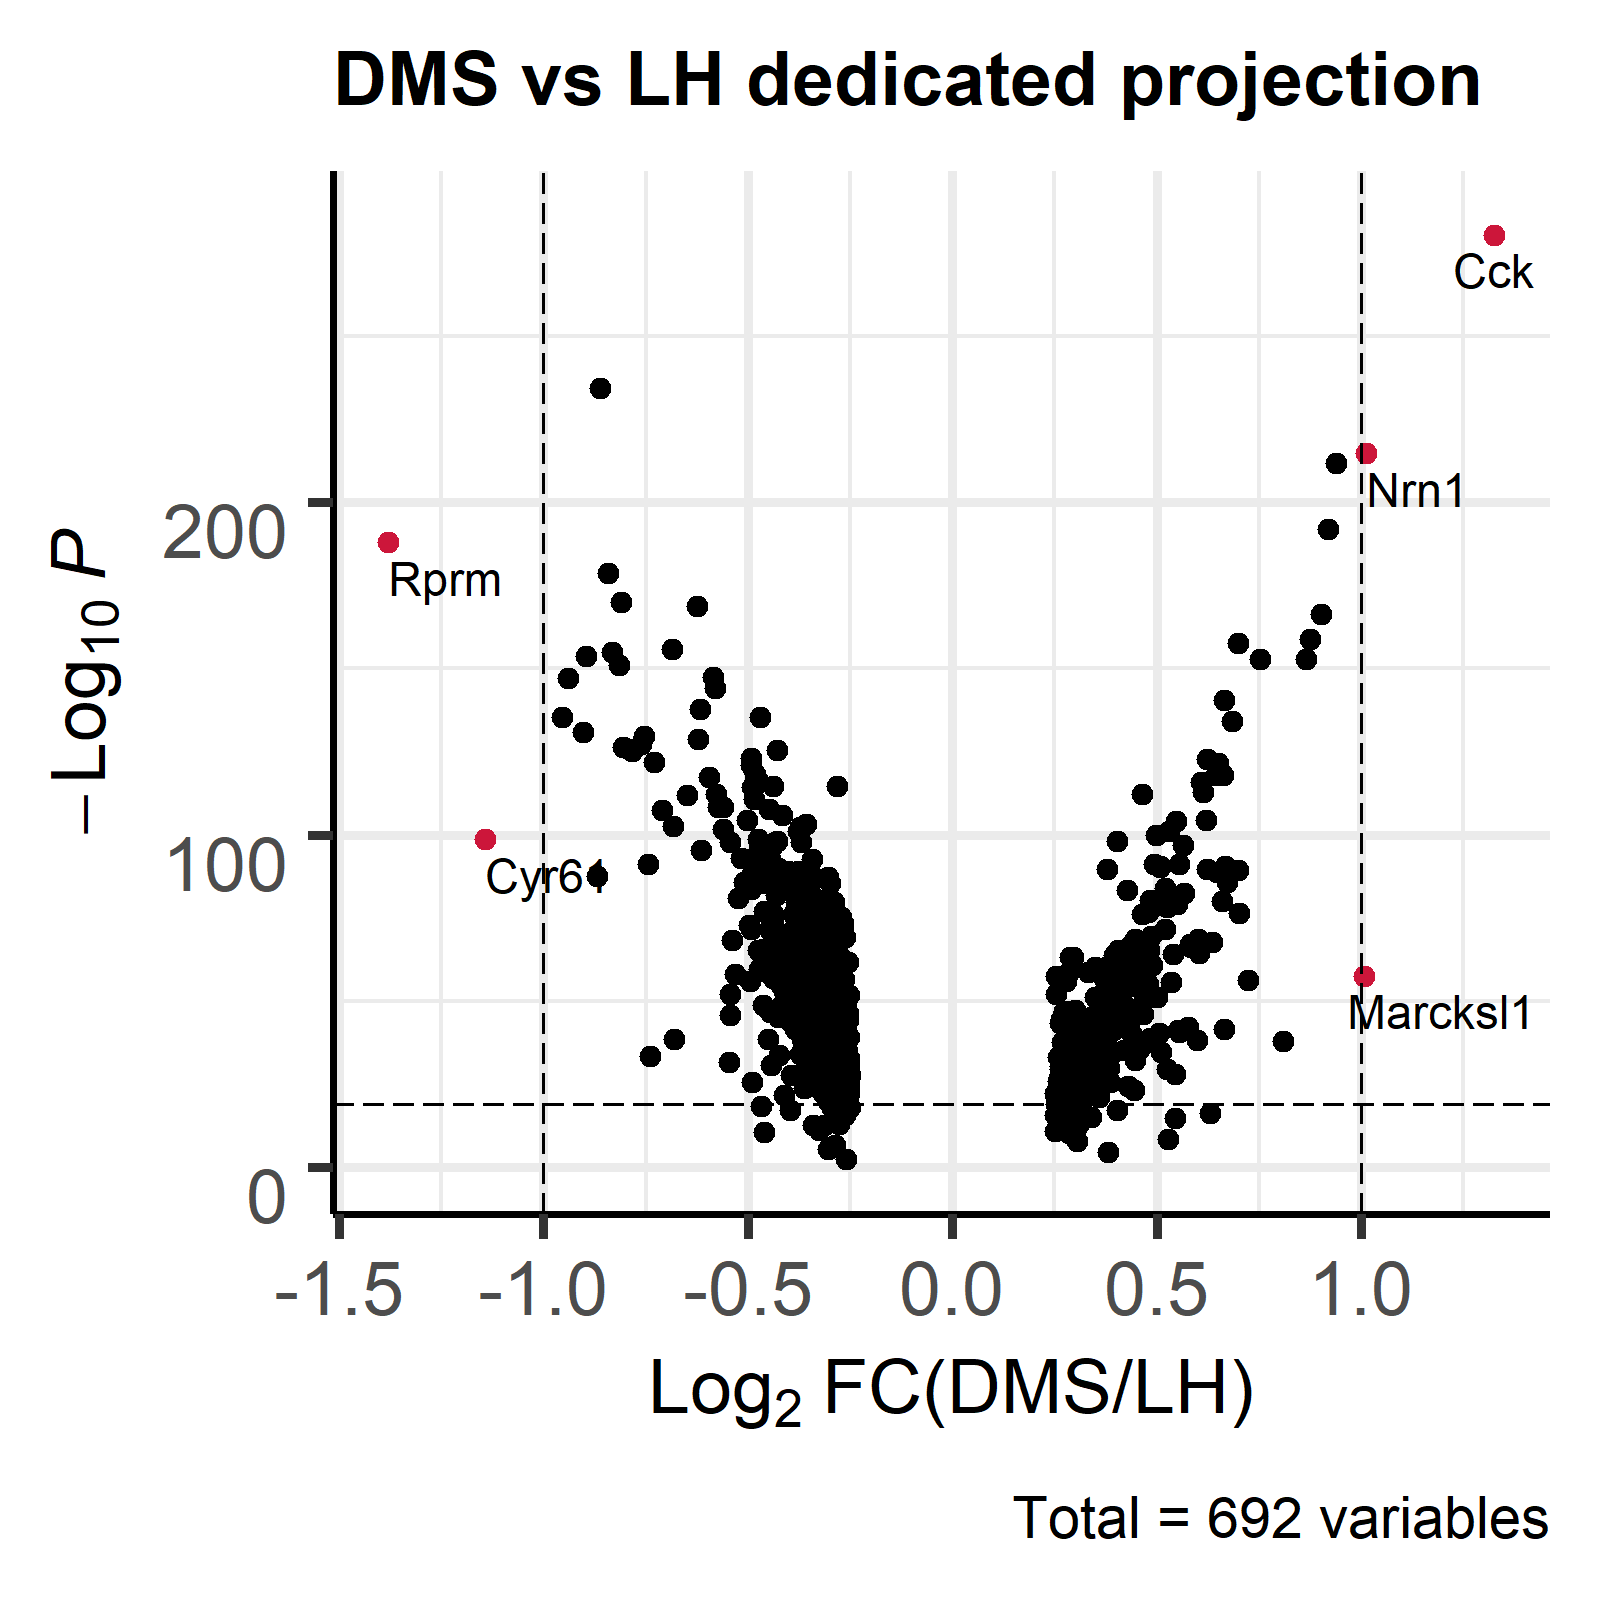 DMS vs LH dedicated projection
Cck
Nrn1
Rprm
Cyr61
Marcksl1
−Log10 P
200
100
0
-1.5 -1.0 -0.5 0.0 0.5 1.0
Log2 FC(DMS/LH)
Total = 692 variables